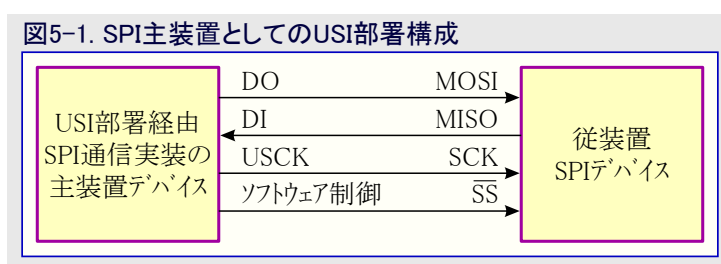 図5-1. SPI主装置としてのUSI部署構成
USI部署経由
SPI通信実装の
主装置デバイス
DO MOSI
DI MISO
USCK SCK
ソフトウェア制御 S̅S̅
従装置
SPIデバイス